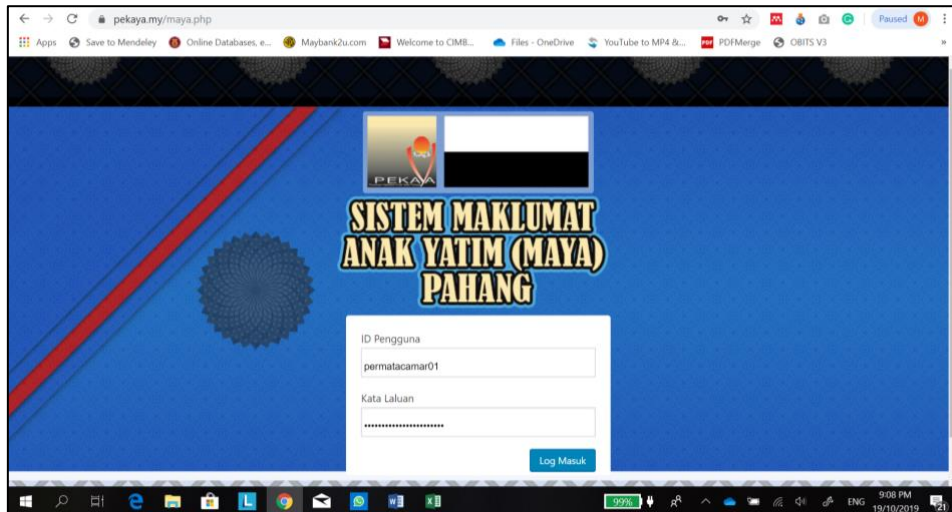 pekaya.my/maya.php
Paused M
Apps Save to Mendeley Online Databases, e... Maybank2u.com Welcome to CIMB... Files - OneDrive YouTube to MP4 &... PDF PDFMerge OBITS V3 »
PEKAYA
SISTEM MAKLUMAT
ANAK YATIM (MAYA)
PAHANG
ID Pengguna
permatacamar01
Kata Laluan
••••••••••••••••••••••
Log Masuk
99% ENG 9:08 PM
19/10/2019